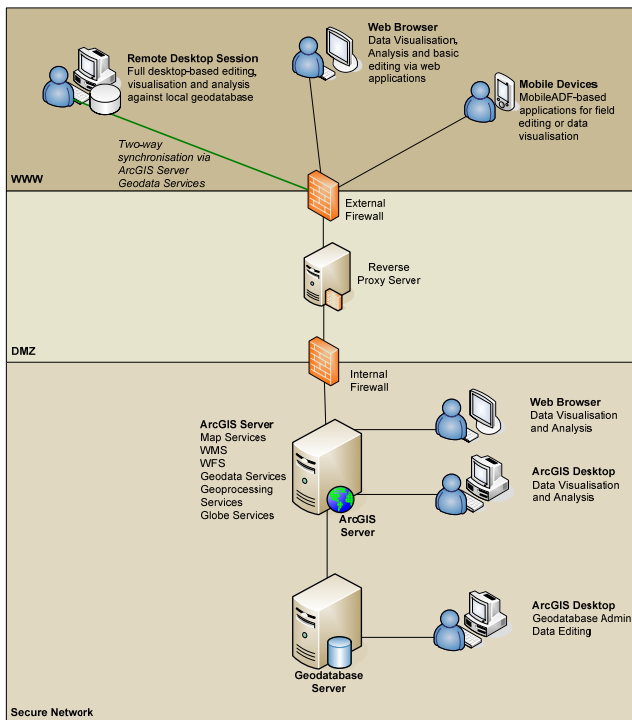 Remote Desktop Session
Full desktop-based editing,
visualisation and analysis
against local geodatabase
Web Browser
Data Visualisation,
Analysis and basic
editing via web
applications
Mobile Devices
MobileADF-based
applications for field
editing or data
visualisation
Two-way
synchronisation via
ArcGIS Server
Geodata Services
WWW
External
Firewall
Reverse
Proxy Server
DMZ
Internal
Firewall
ArcGIS Server
Map Services
WMS
WFS
Geodata Services
Geoprocessing
Services
Globe Services
ArcGIS
Server
Web Browser
Data Visualisation
and Analysis
ArcGIS Desktop
Data Visualisation
and Analysis
ArcGIS Desktop
Geodatabase Admin
Data Editing
Geodatabase
Server
Secure Network